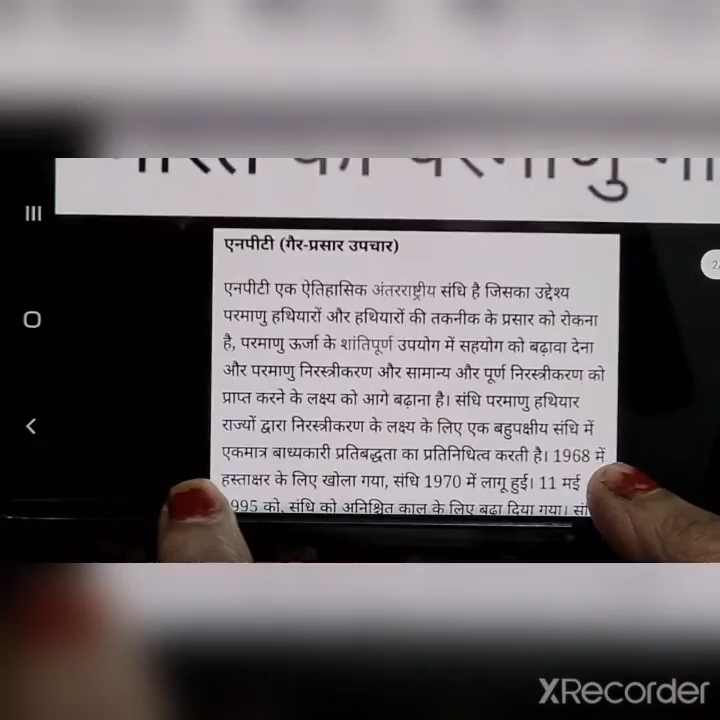 एनपीटी (गैर-प्रसार उपचार)
एनपीटी एक ऐतिहासिक अंतरराष्ट्रीय संधि है जिसका उद्देश्य
परमाणु हथियारों और हथियारों की तकनीक के प्रसार को रोकना
है, परमाणु ऊर्जा के शांतिपूर्ण उपयोग में सहयोग को बढ़ावा देना
और परमाणु निरस्त्रीकरण और सामान्य और पूर्ण निरस्त्रीकरण को
प्राप्त करने के लक्ष्य को आगे बढ़ाना है। संधि परमाणु हथियार
राज्यों द्वारा निरस्त्रीकरण के लक्ष्य के लिए एक बहुपक्षीय संधि में
एकमात्र बाध्यकारी प्रतिबद्धता का प्रतिनिधित्व करती है। 1968 में
हस्ताक्षर के लिए खोला गया, संधि 1970 में लागू हुई। 11 मई
995 को, संधि को अनिश्चित काल के लिए बढ़ा दिया गया।
XRecorder